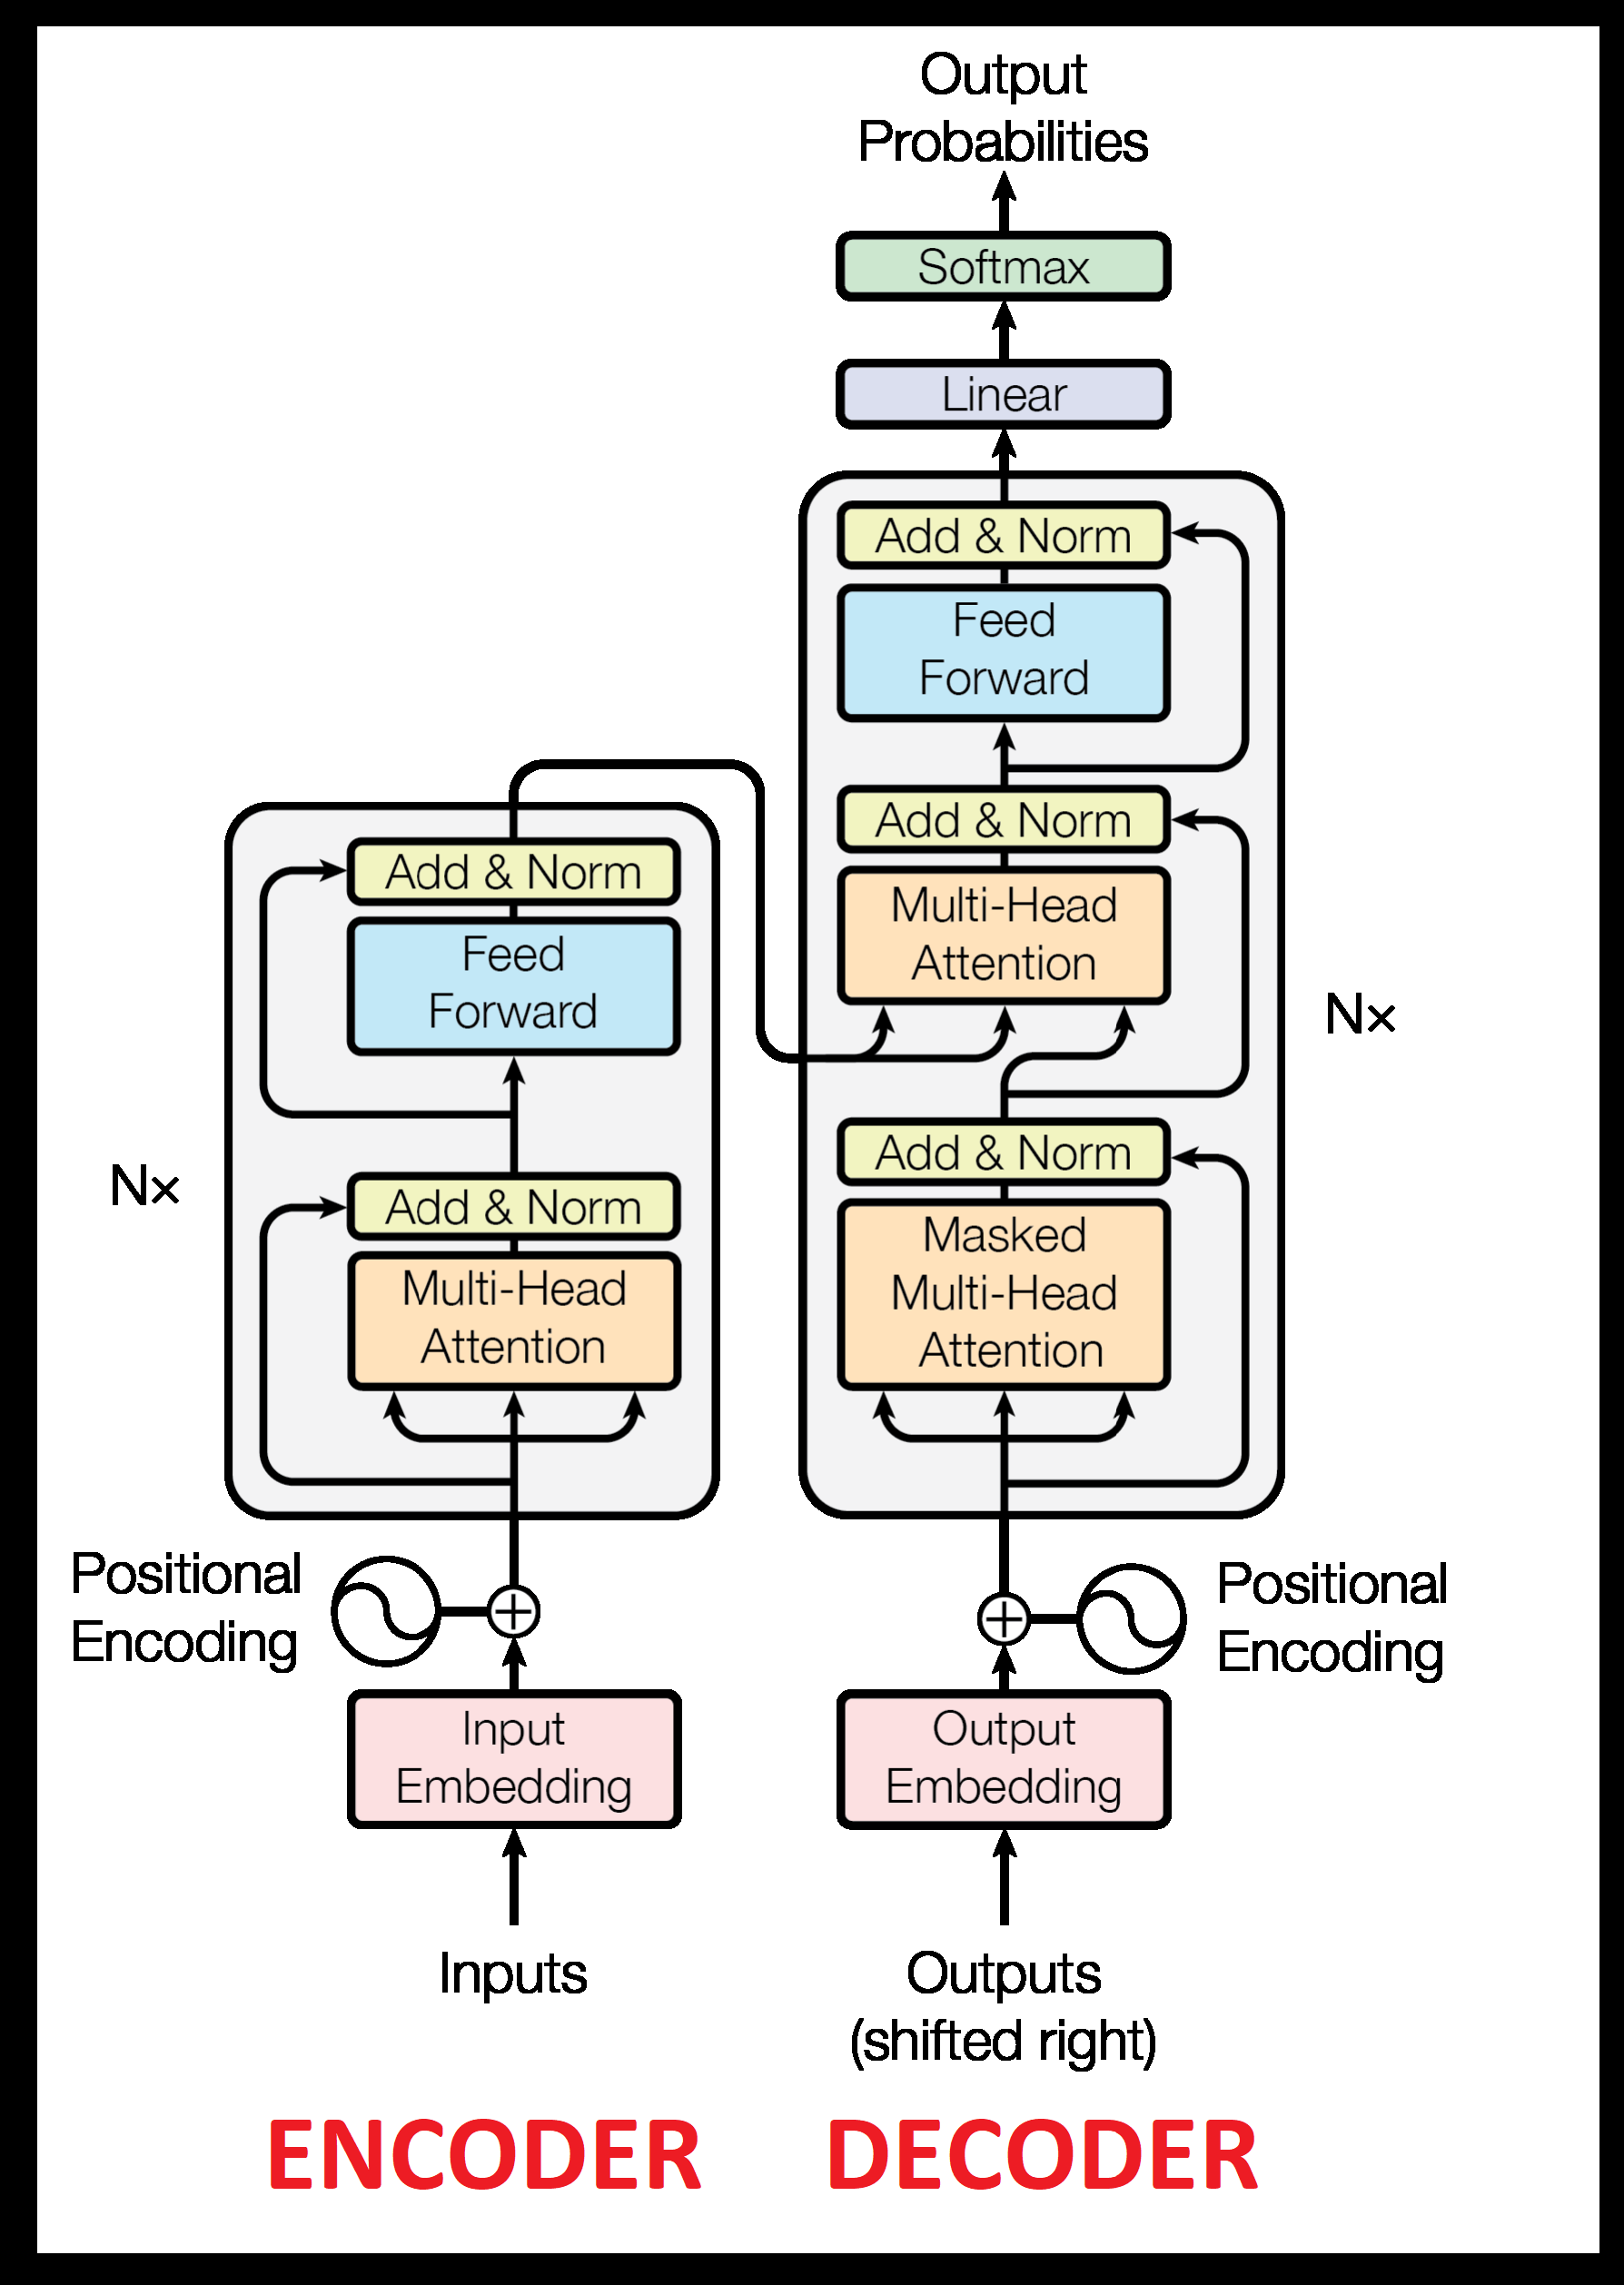 Output
Probabilities
Softmax
Linear
Add & Norm
Feed
Forward
Add & Norm
Multi-Head
Attention
Add & Norm
Masked
Multi-Head
Attention
Nx
Add & Norm
Feed
Forward
Add & Norm
Multi-Head
Attention
Nx
Positional
Encoding
Positional
Encoding
Input
Embedding
Output
Embedding
Inputs
Outputs
(shifted right)
ENCODER
DECODER